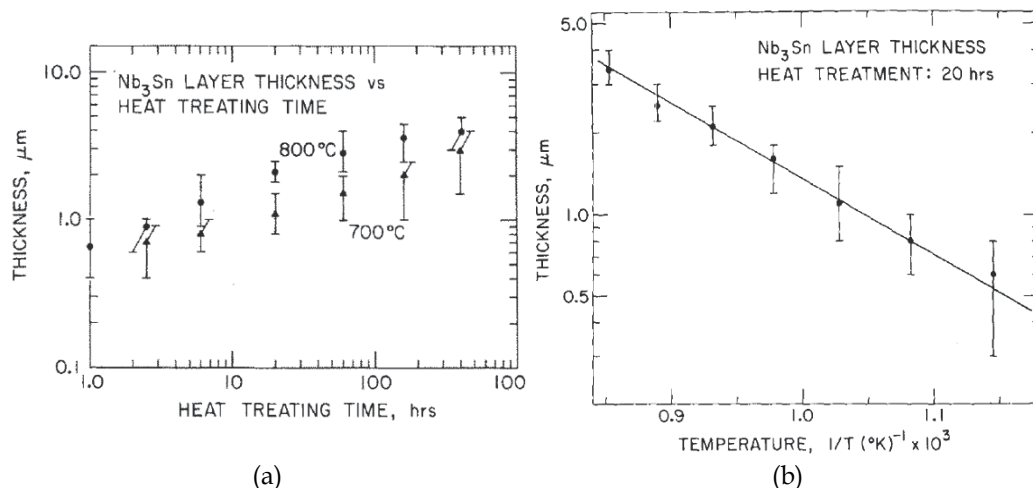 10.0
Nb₃Sn LAYER THICKNESS vs
HEAT TREATING TIME
800°C
1.0
700°C
0.1
1.0
10
100
100
THICKNESS, μm
HEAT TREATING TIME, hrs
(a)
5.0
Nb₃Sn LAYER THICKNESS
HEAT TREATMENT: 20 hrs
1.0
0.5
0.9
1.0
1.1
THICKNESS, μm
TEMPERATURE, 1/T (°K)⁻¹ x 10³
(b)